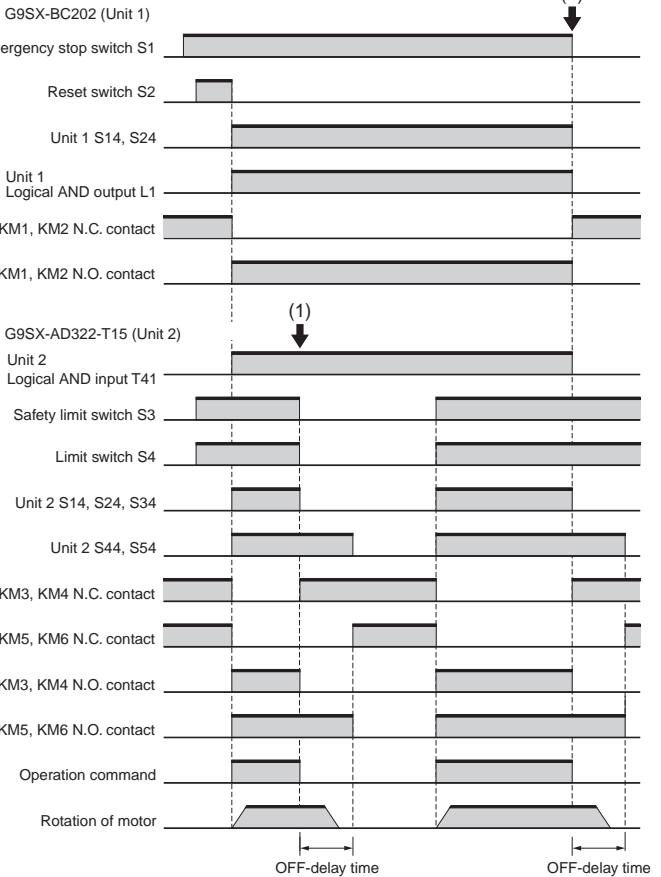 G9SX-BC202 (Unit 1)
ergency stop switch S1
Reset switch S2
Unit 1 S14, S24
Unit 1
Logical AND output L1
KM1, KM2 N.C. contact
KM1, KM2 N.O. contact
(1)
G9SX-AD322-T15 (Unit 2)
Unit 2
Logical AND input T41
Safety limit switch S3
Limit switch S4
Unit 2 S14, S24, S34
Unit 2 S44, S54
KM3, KM4 N.C. contact
KM5, KM6 N.C. contact
KM3, KM4 N.O. contact
KM5, KM6 N.O. contact
Operation command
Rotation of motor
OFF-delay time
OFF-delay time